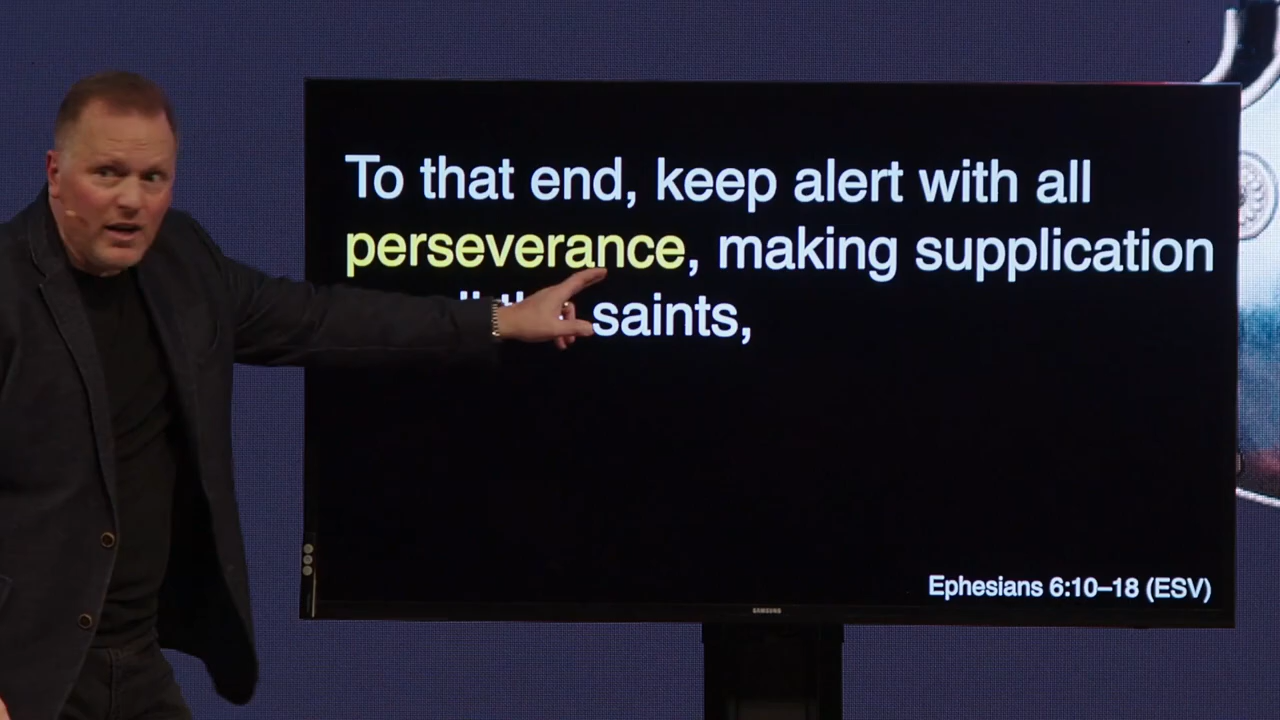 To that end, keep alert with all
perseverance, making supplication
saints,
Ephesians 6:10–18 (ESV)
SAMSUNG